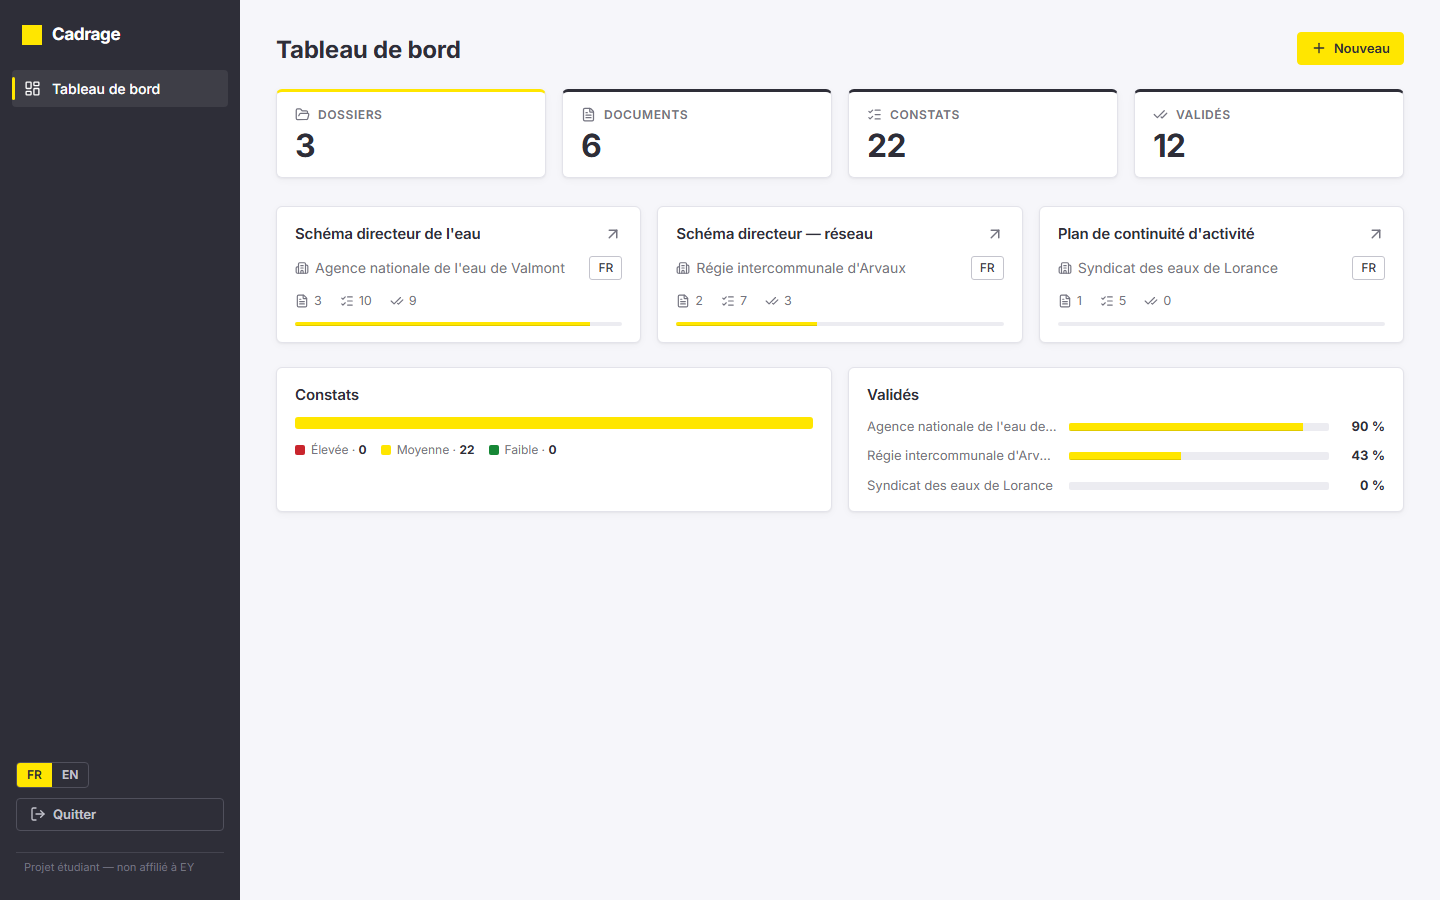 Cadrage
Tableau de bord
Tableau de bord
Nouveau
DOSSIERS
3
DOCUMENTS
6
CONSTATS
22
VALIDÉS
12
Schéma directeur de l'eau
Agence nationale de l'eau de Valmont FR
3 10 9
Schéma directeur — réseau
Régie intercommunale d'Arvaux FR
2 7 3
Plan de continuité d'activité
Syndicat des eaux de Lorance FR
1 5 0
Constats
Élevée · 0 Moyenne · 22 Faible · 0
Validés
Agence nationale de l'eau de... 90 %
Régie intercommunale d'Arv... 43 %
Syndicat des eaux de Lorance 0 %
FR EN
Quitter
Projet étudiant — non affilié à EY